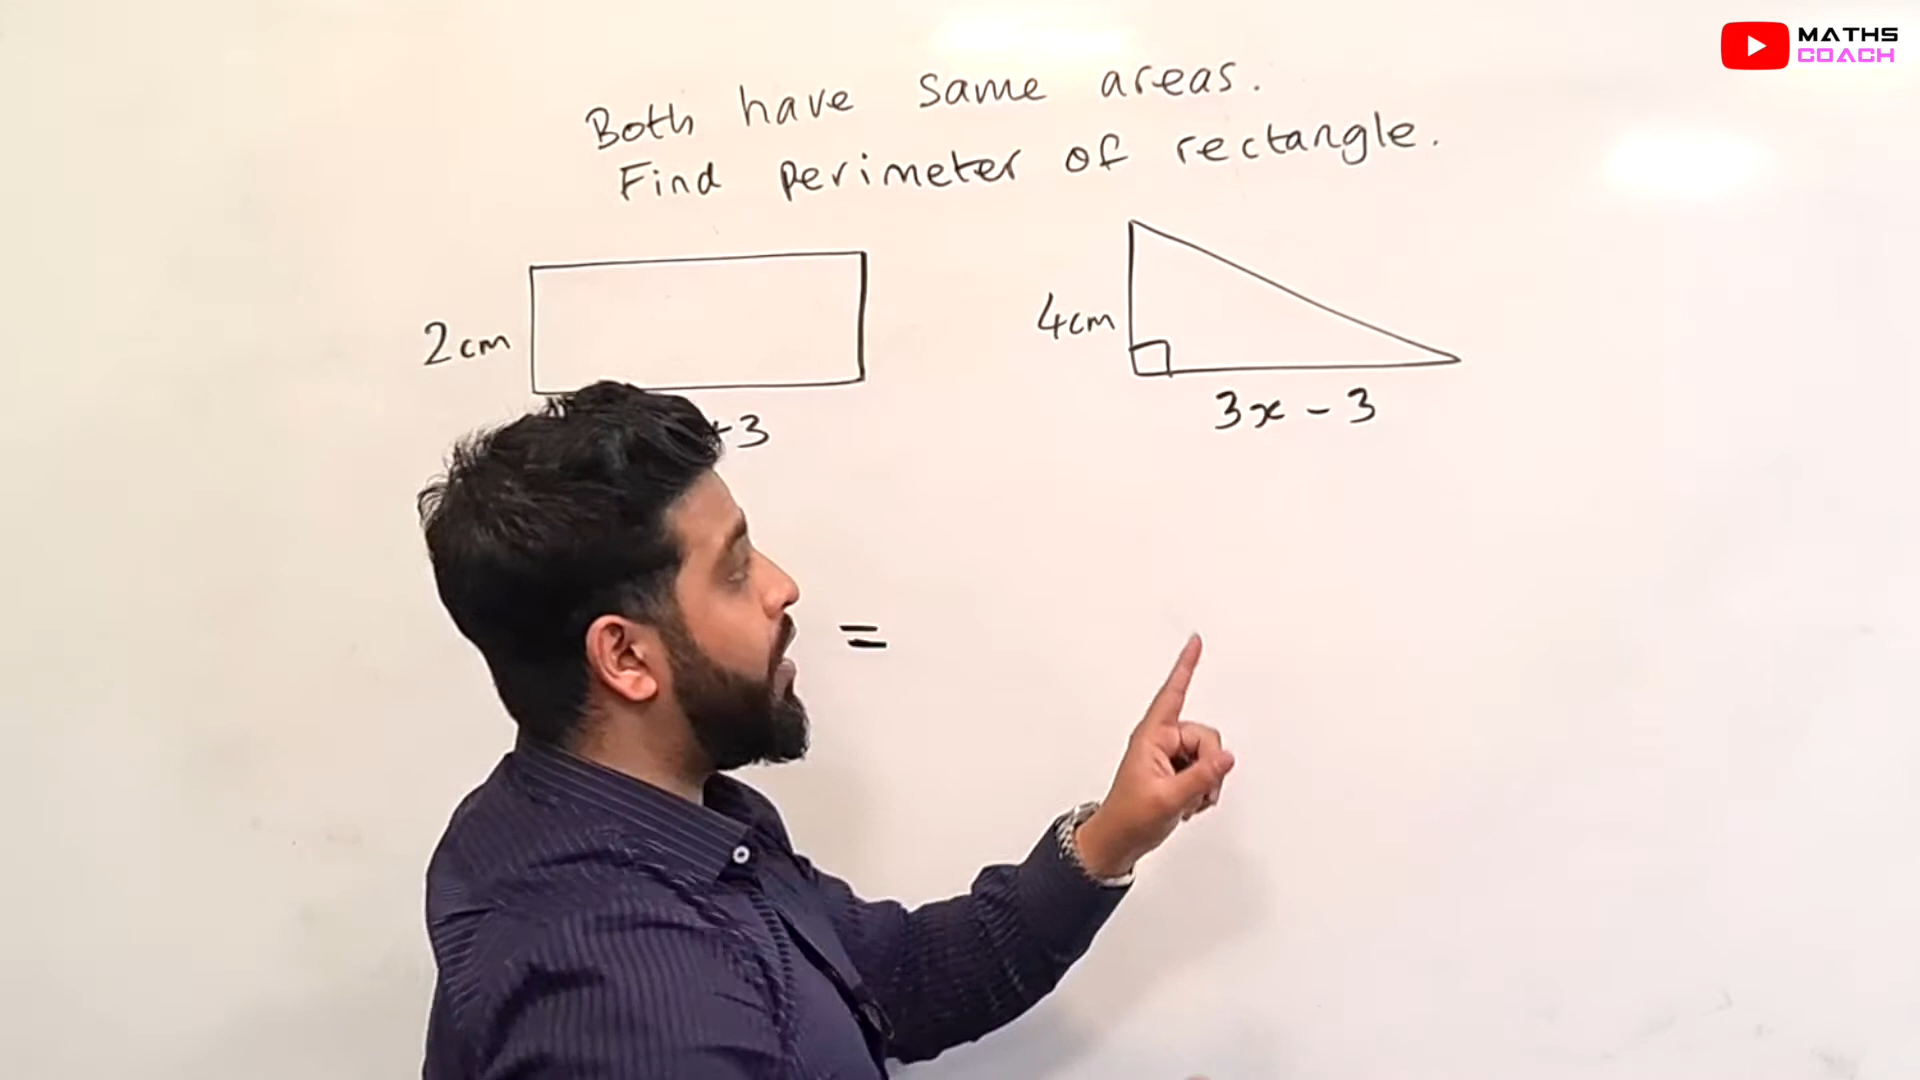 MATHS
COACH
Both have same areas.
Find perimeter of rectangle.
2cm
+3
4cm
3x - 3
=